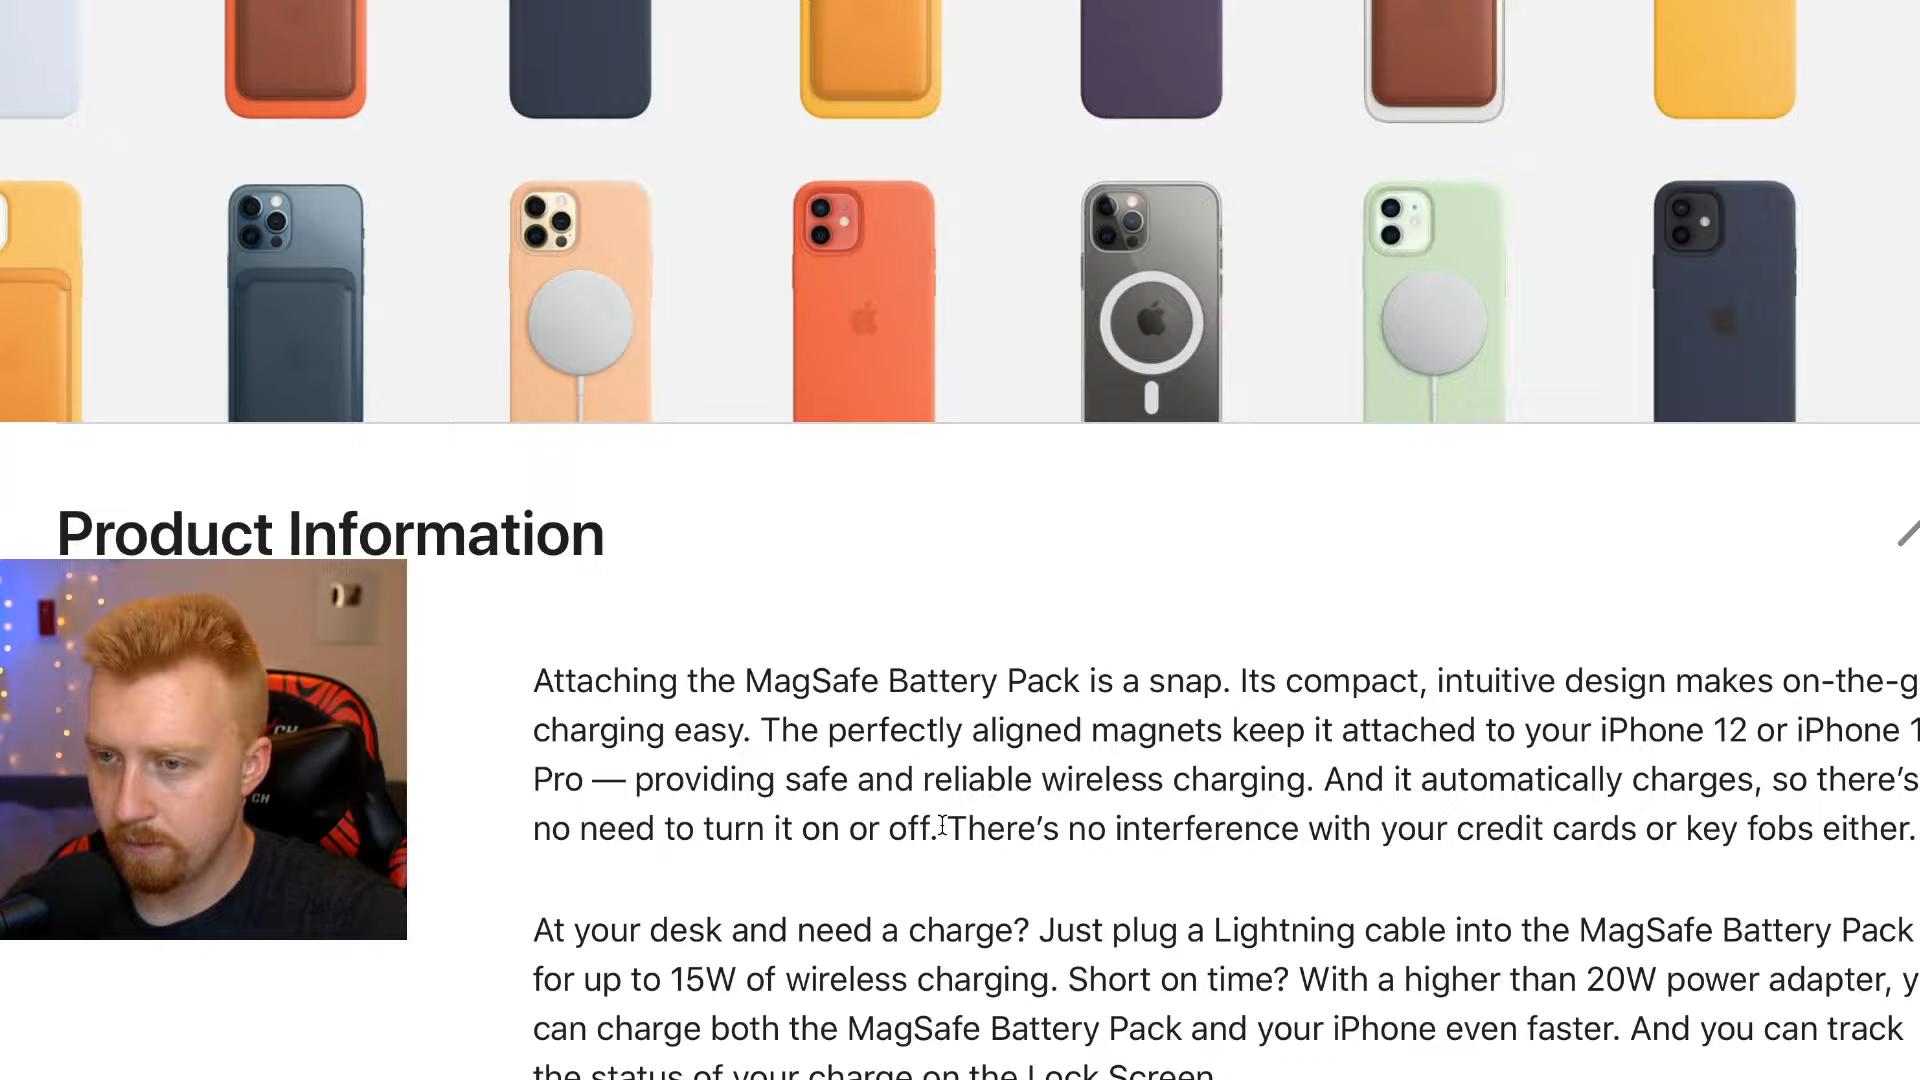 Product Information
Attaching the MagSafe Battery Pack is a snap. Its compact, intuitive design makes on-the-g
charging easy. The perfectly aligned magnets keep it attached to your iPhone 12 or iPhone 1
Pro — providing safe and reliable wireless charging. And it automatically charges, so there’s
no need to turn it on or off. There’s no interference with your credit cards or key fobs either.
At your desk and need a charge? Just plug a Lightning cable into the MagSafe Battery Pack
for up to 15W of wireless charging. Short on time? With a higher than 20W power adapter, y
can charge both the MagSafe Battery Pack and your iPhone even faster. And you can track
the status of your charge on the Lock Screen.
CH
CH